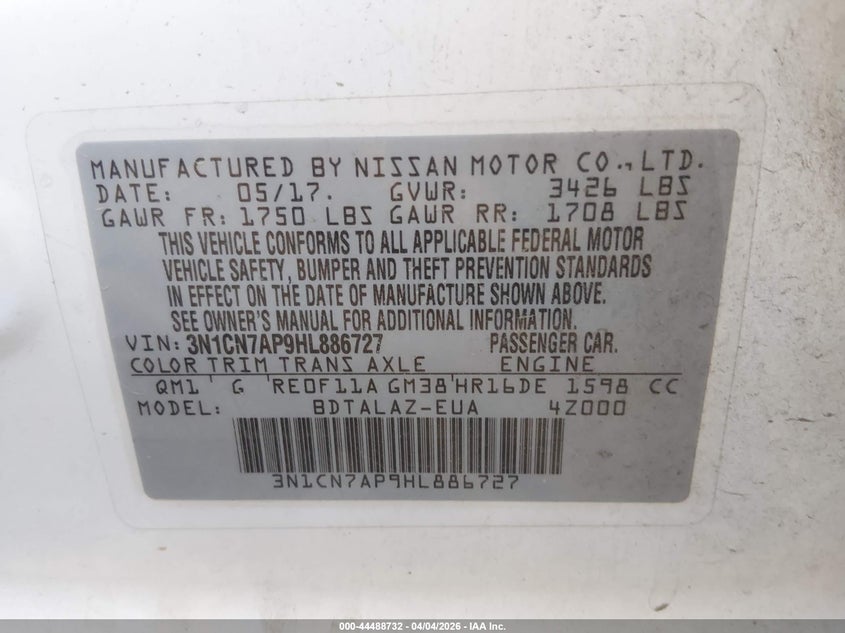 MANUFACTURED BY NISSAN MOTOR CO., LTD.
DATE: 05/17. GVWR: 3426 LBS
GAWR FR: 1750 LBS GAWR RR: 1708 LBS
THIS VEHICLE CONFORMS TO ALL APPLICABLE FEDERAL MOTOR
VEHICLE SAFETY, BUMPER AND THEFT PREVENTION STANDARDS
IN EFFECT ON THE DATE OF MANUFACTURE SHOWN ABOVE.
SEE OWNER'S MANUAL FOR ADDITIONAL INFORMATION.
VIN: 3N1CN7AP9HL886727 PASSENGER CAR.
COLOR TRIM TRANS AXLE ENGINE
QM1 ' G 'RE0F11A GM38'HR16DE 1598 CC
MODEL: BDTALAZ-EUA 4Z000
3N1CN7AP9HL886727
000-44488732 - 04/04/2026 - IAA Inc.